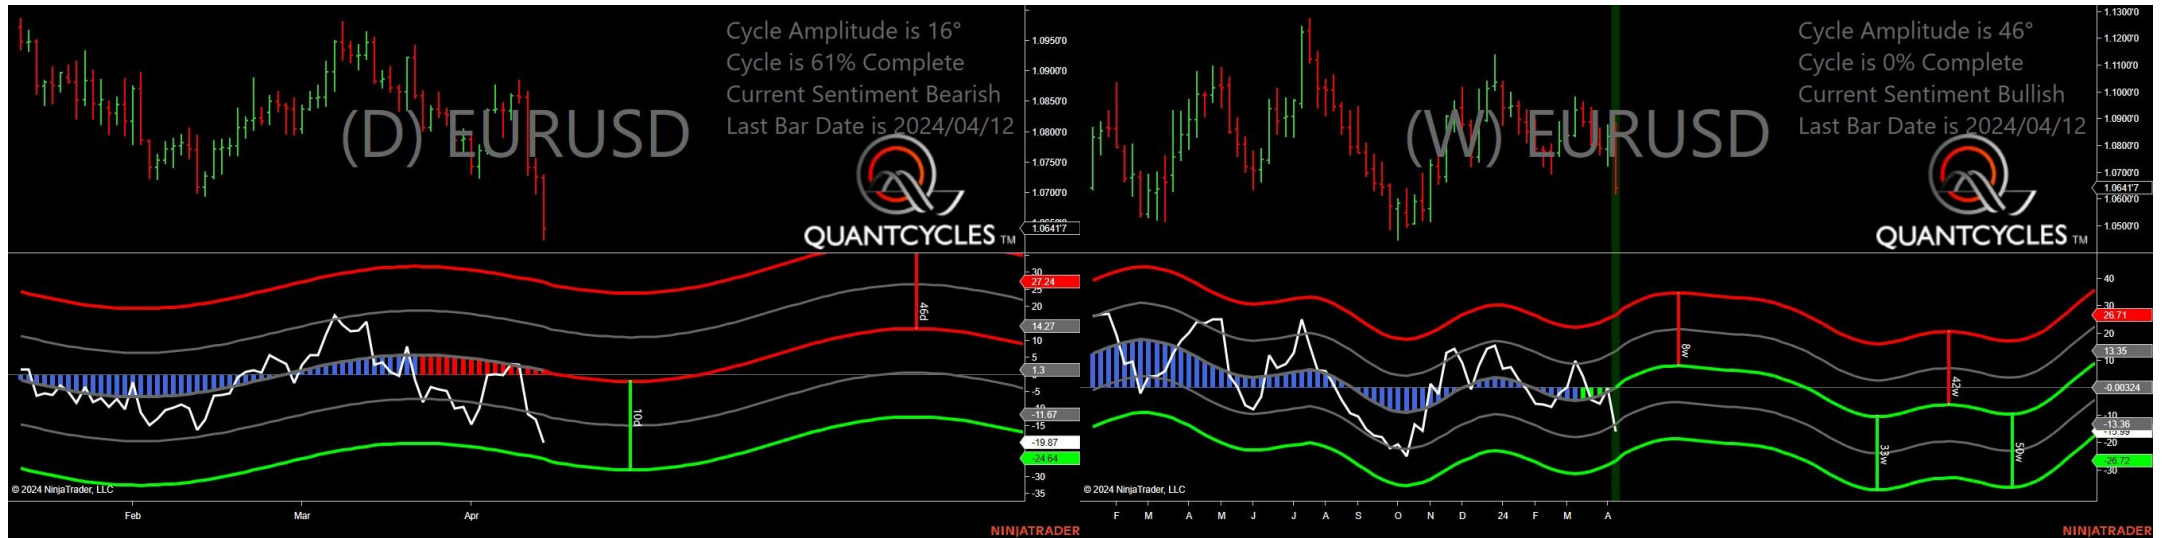 Cycle Amplitude is 16°
Cycle is 61% Complete
Current Sentiment Bearish
Last Bar Date is 2024/04/12
(D) EURUSD
QUANTCYCLES TM
1.0950'0
1.0900'0
1.0850'0
1.0800'0
1.0750'0
1.0700'0
1.0641'7
30
27.24
25
20
14.27
10
5
1.3
-5
-11.67
-15
-19.87
-24.64
-30
-35
46d
10d
© 2024 NinjaTrader, LLC
Feb Mar Apr
NINJATRADER
Cycle Amplitude is 46°
Cycle is 0% Complete
Current Sentiment Bullish
Last Bar Date is 2024/04/12
(W) EURUSD
QUANTCYCLES TM
1.1300'0
1.1200'0
1.1100'0
1.1000'0
1.0900'0
1.0800'0
1.0700'0
1.0641'7
1.0600'0
1.0500'0
40
30
26.71
20
13.35
10
-0.00324
-10
-13.36
-15.99
-20
-26.72
-30
8w
42w
33w
50w
© 2024 NinjaTrader, LLC
F M A M J J A S O N D 24 F M A
NINJATRADER